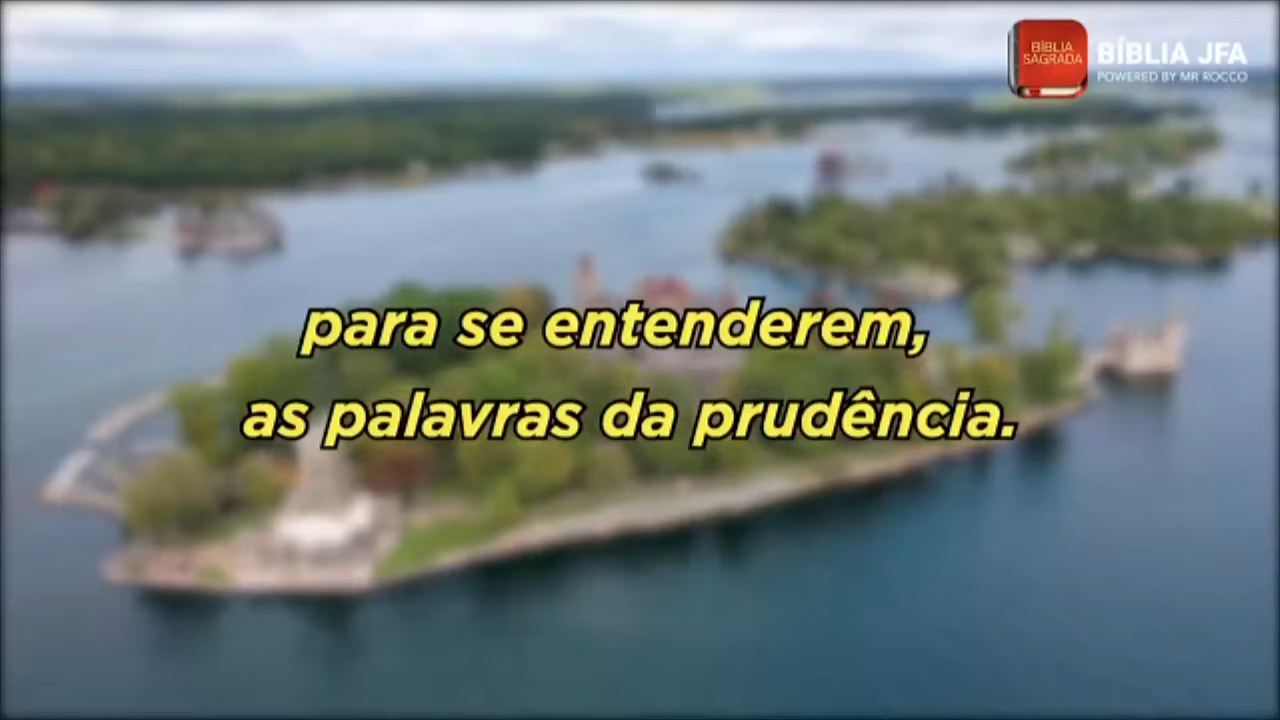 BÍBLIA
SAGRADA
BÍBLIA JFA
POWERED BY MR ROCCO
para se entenderem,
as palavras da prudência.